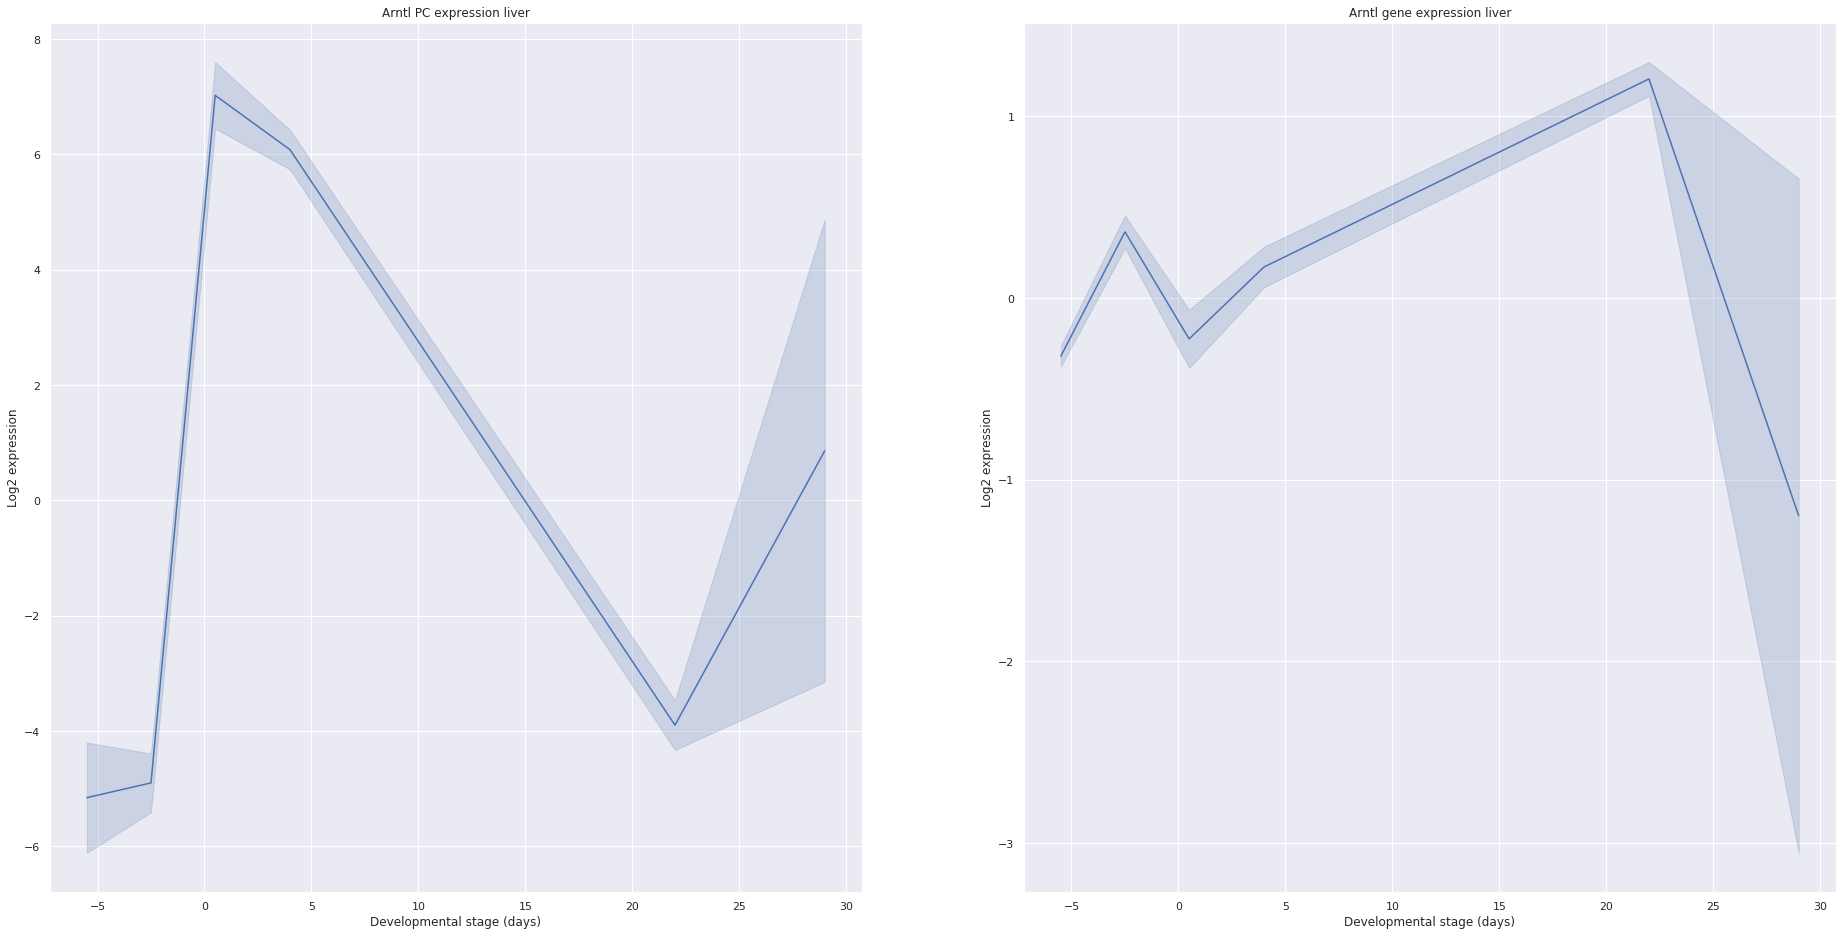 Arntl PC expression liver
8
6
4
2
0
−2
−4
−6
Log2 expression
−5 0 5 10 15 20 25 30
Developmental stage (days)
Arntl gene expression liver
1
0
−1
−2
−3
Log2 expression
−5 0 5 10 15 20 25 30
Developmental stage (days)